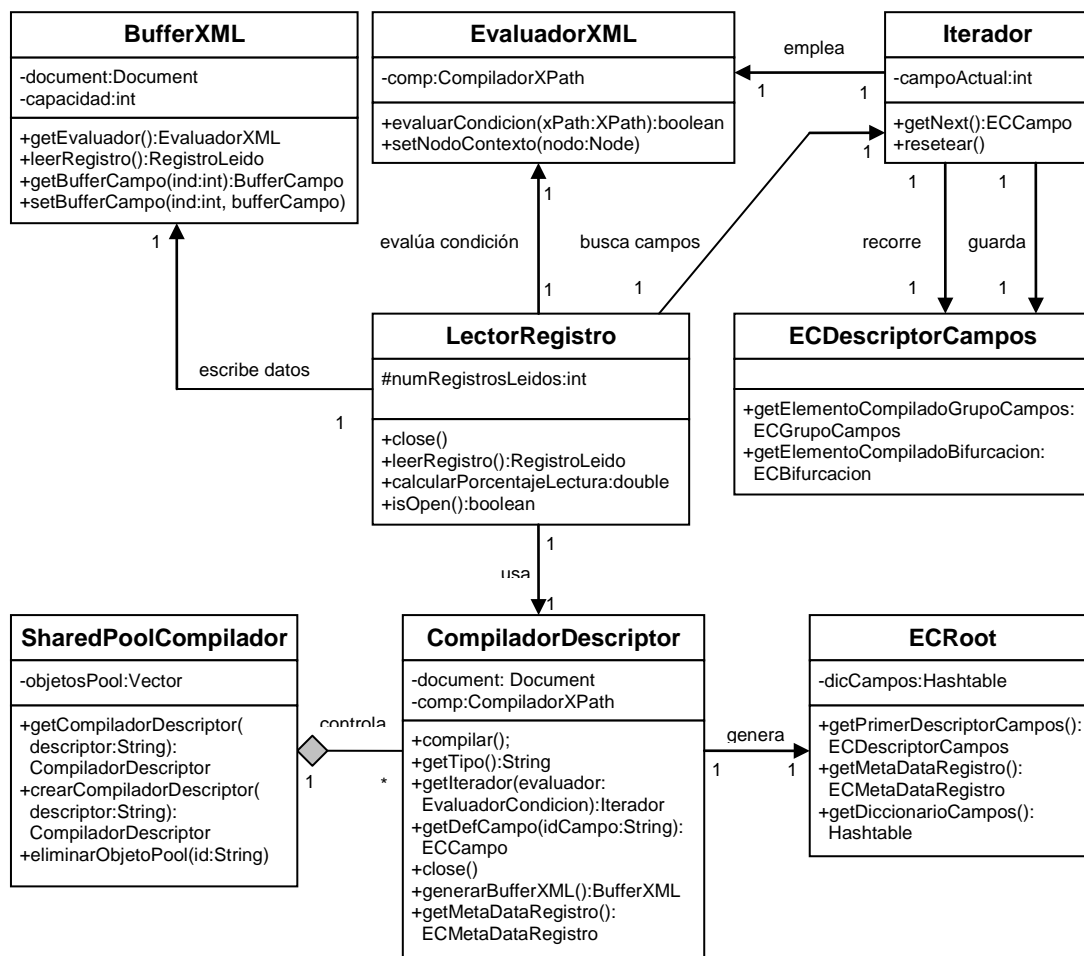 BufferXML
-document:Document
-capacidad:int
+getEvaluador():EvaluadorXML
+leerRegistro():RegistroLeido
+getBufferCampo(ind:int):BufferCampo
+setBufferCampo(ind:int, bufferCampo)
EvaluadorXML
-comp:CompiladorXPath
+evaluarCondicion(xPath:XPath):boolean
+setNodoContexto(nodo:Node)
emplea
1
1
Iterador
-campoActual:int
+getNext():ECCampo
+resetear()
1
1
evalúa condición
1
1
busca campos
1
1
recorre
1
1
guarda
1
1
escribe datos
1
LectorRegistro
#numRegistrosLeidos:int
+close()
+leerRegistro():RegistroLeido
+calcularPorcentajeLectura:double
+isOpen():boolean
ECDescriptorCampos
+getElementoCompiladoGrupoCampos:
ECGrupoCampos
+getElementoCompiladoBifurcacion:
ECBifurcacion
1
usa
1
SharedPoolCompilador
-objetosPool:Vector
+getCompiladorDescriptor(
descriptor:String):
CompiladorDescriptor
+crearCompiladorDescriptor(
descriptor:String):
CompiladorDescriptor
+eliminarObjetoPool(id:String)
controla
1
*
CompiladorDescriptor
-document: Document
-comp:CompiladorXPath
+compilar();
+getTipo():String
+getIterador(evaluador:
EvaluadorCondicion):Iterador
+getDefCampo(idCampo:String):
ECCampo
+close()
+generarBufferXML():BufferXML
+getMetaDataRegistro():
ECMetaDataRegistro
genera
1
1
ECRoot
-dicCampos:Hashtable
+getPrimerDescriptorCampos():
ECDescriptorCampos
+getMetaDataRegistro():
ECMetaDataRegistro
+getDiccionarioCampos():
Hashtable